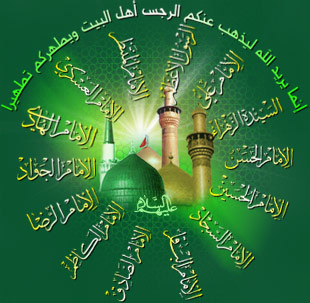 إنما يريد الله ليذهب عنكم الرجس أهل البيت ويطهركم تطهيرا
الرسول الأعظم
الإمام علي
السيدة الزهراء
الإمام الحسن
الإمام الحسين
الإمام السجاد
الإمام الباقر
الإمام الصادق
الإمام الكاظم
الإمام الرضا
الإمام الجواد
الإمام الهادي
الإمام العسكري
الإمام المنتظر
عليهم السلام